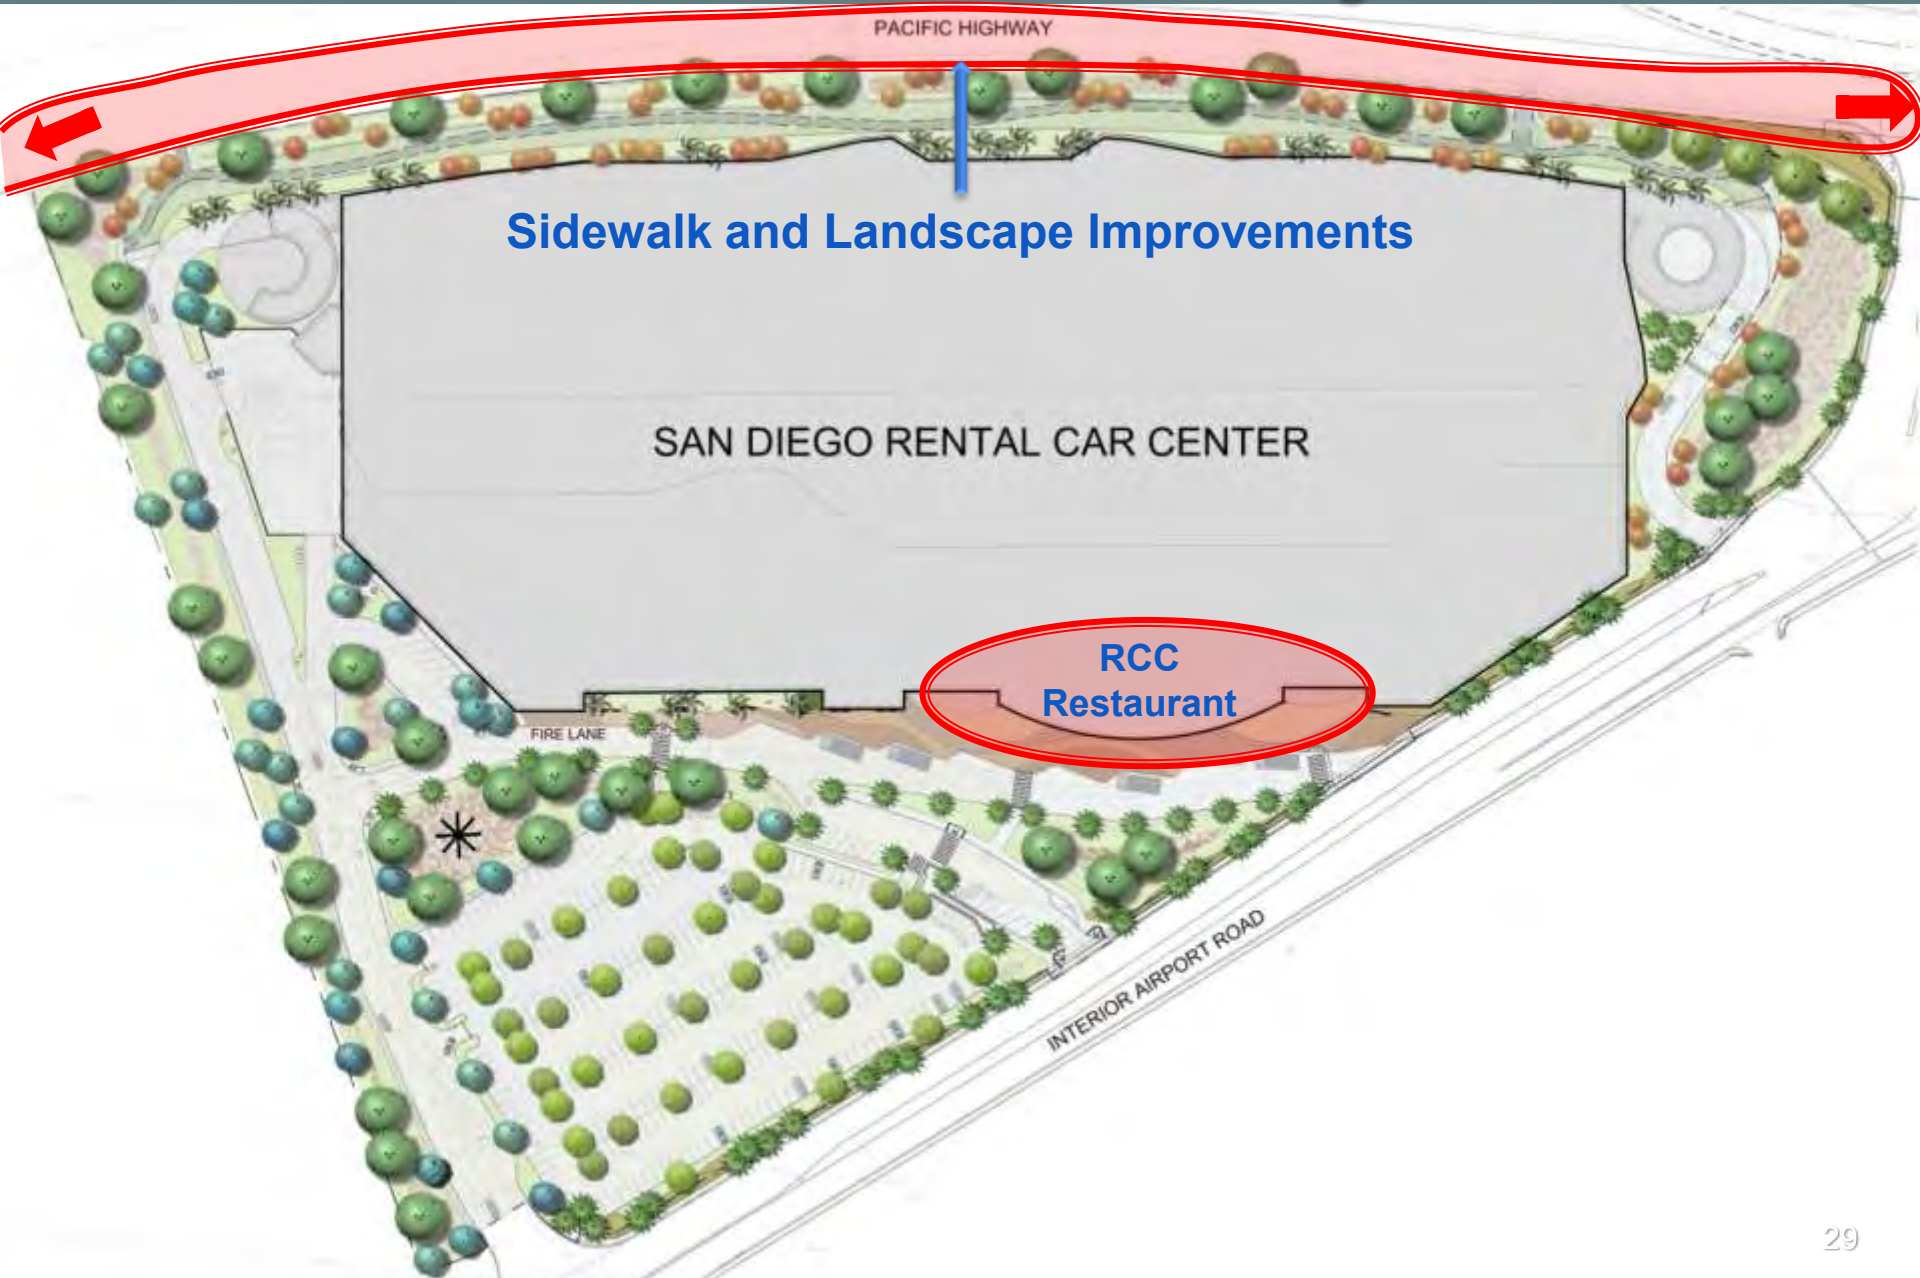 PACIFIC HIGHWAY
Sidewalk and Landscape Improvements
SAN DIEGO RENTAL CAR CENTER
RCC
Restaurant
FIRE LANE
INTERIOR AIRPORT ROAD
29